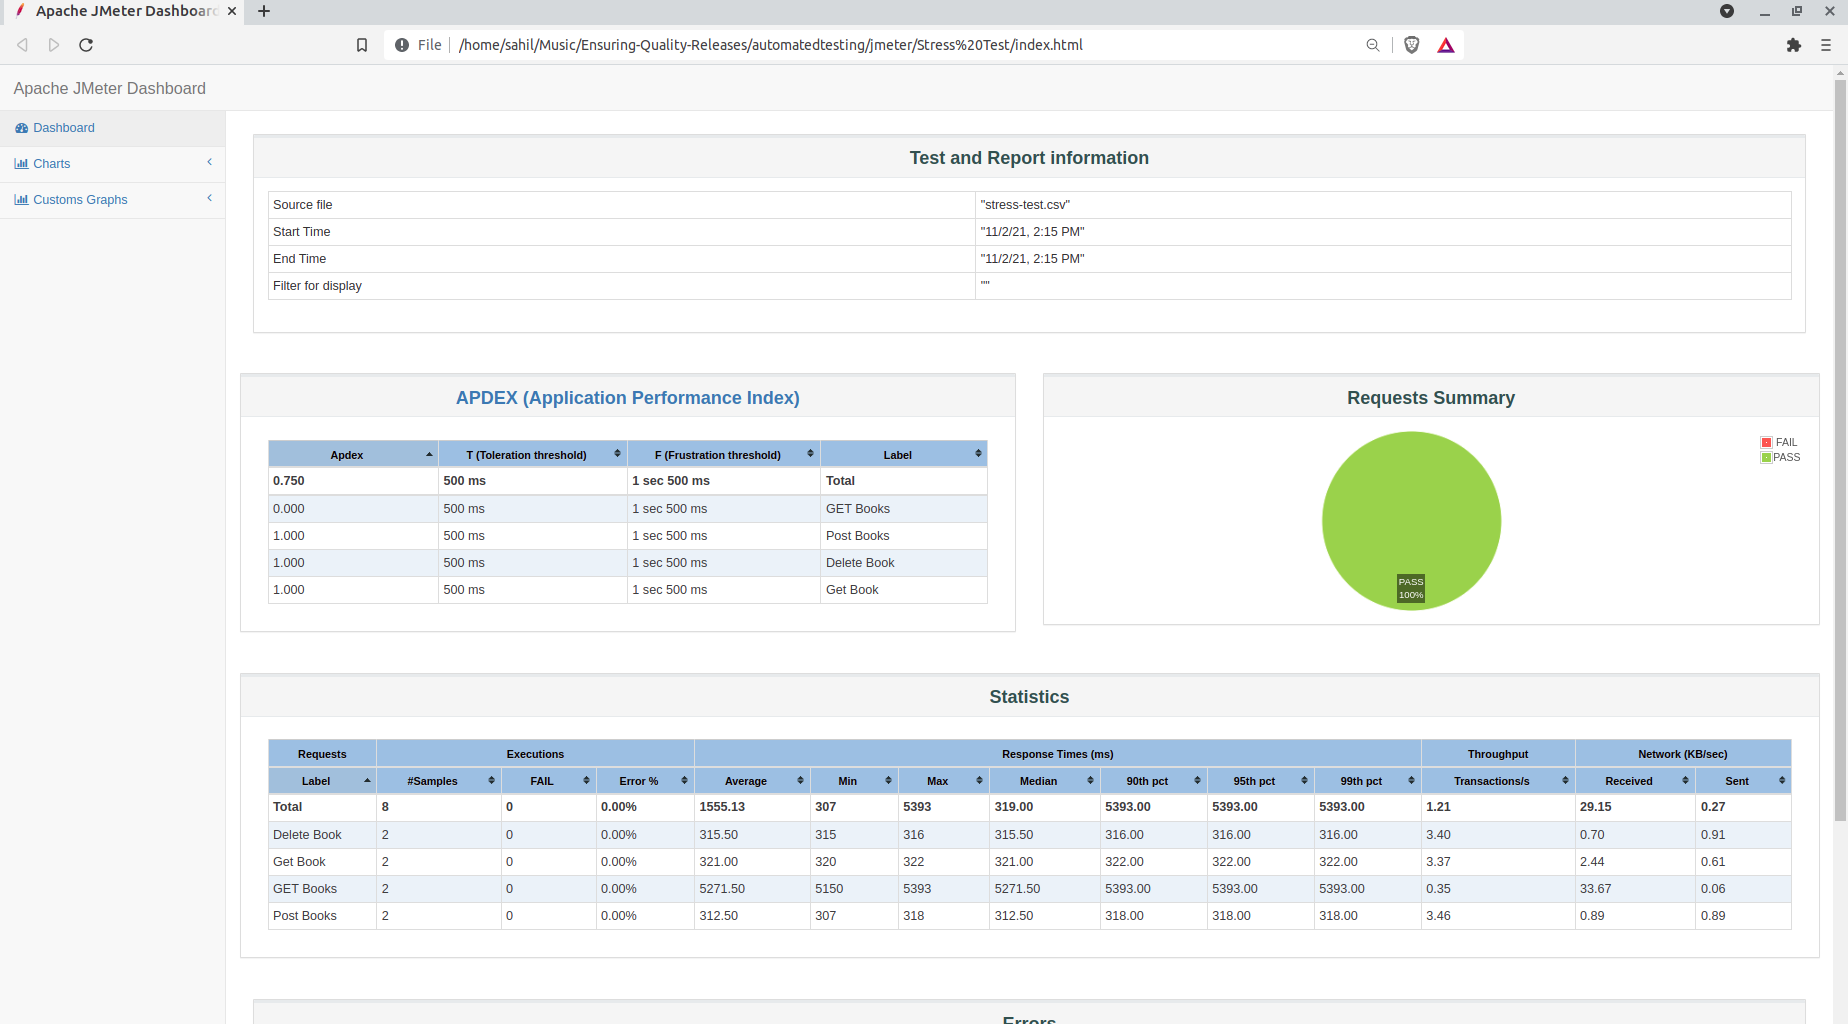 Apache JMeter Dashboard
File /home/sahil/Music/Ensuring-Quality-Releases/automatedtesting/jmeter/Stress%20Test/index.html
Apache JMeter Dashboard
Dashboard
Charts
Customs Graphs
Test and Report information
Source file "stress-test.csv"
Start Time "11/2/21, 2:15 PM"
End Time "11/2/21, 2:15 PM"
Filter for display ""
APDEX (Application Performance Index)
Apdex T (Toleration threshold) F (Frustration threshold) Label
0.750 500 ms 1 sec 500 ms Total
0.000 500 ms 1 sec 500 ms GET Books
1.000 500 ms 1 sec 500 ms Post Books
1.000 500 ms 1 sec 500 ms Delete Book
1.000 500 ms 1 sec 500 ms Get Book
Requests Summary
FAIL
PASS
PASS
100%
Statistics
Requests Executions Response Times (ms) Throughput Network (KB/sec)
Label #Samples FAIL Error % Average Min Max Median 90th pct 95th pct 99th pct Transactions/s Received Sent
Total 8 0 0.00% 1555.13 307 5393 319.00 5393.00 5393.00 5393.00 1.21 29.15 0.27
Delete Book 2 0 0.00% 315.50 315 316 315.50 316.00 316.00 316.00 3.40 0.70 0.91
Get Book 2 0 0.00% 321.00 320 322 321.00 322.00 322.00 322.00 3.37 2.44 0.61
GET Books 2 0 0.00% 5271.50 5150 5393 5271.50 5393.00 5393.00 5393.00 0.35 33.67 0.06
Post Books 2 0 0.00% 312.50 307 318 312.50 318.00 318.00 318.00 3.46 0.89 0.89
Errors